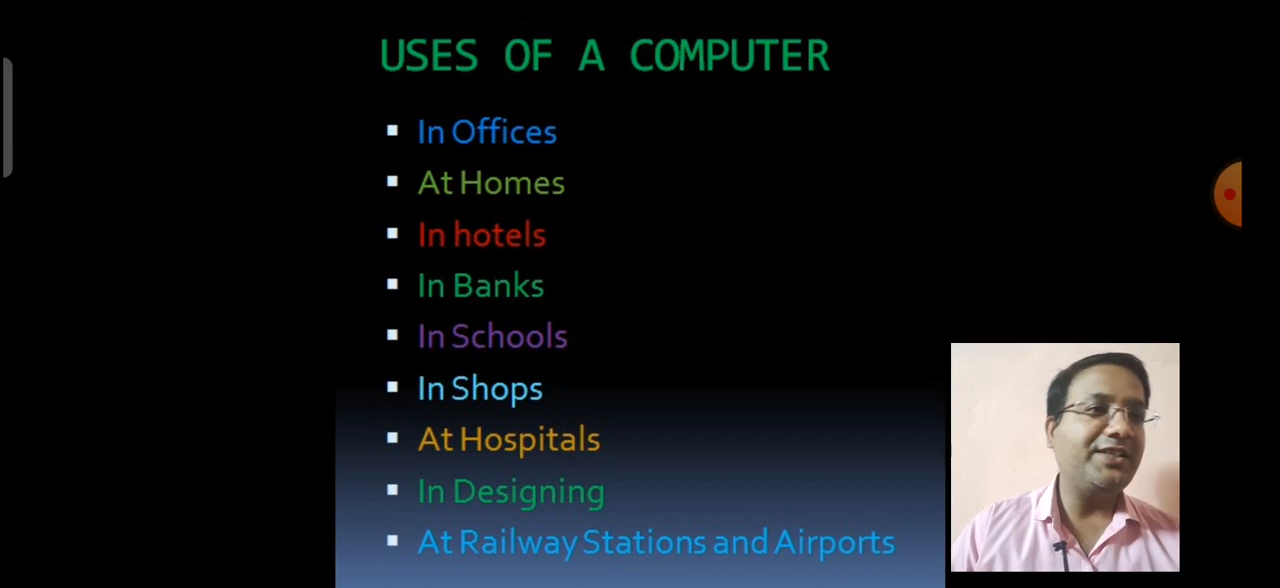 USES OF A COMPUTER
In Offices
At Homes
In hotels
In Banks
In Schools
In Shops
At Hospitals
In Designing
At Railway Stations and Airports